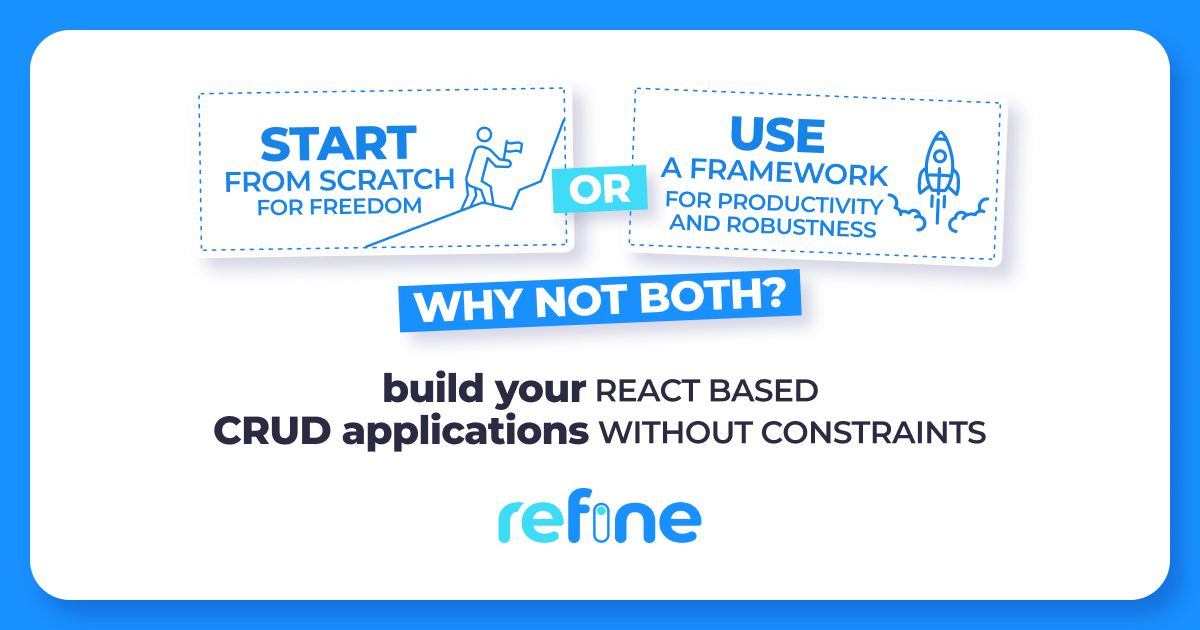 START
FROM SCRATCH
FOR FREEDOM
OR
USE
A FRAMEWORK
FOR PRODUCTIVITY
AND ROBUSTNESS
WHY NOT BOTH?
build your REACT BASED
CRUD applications WITHOUT CONSTRAINTS
refine